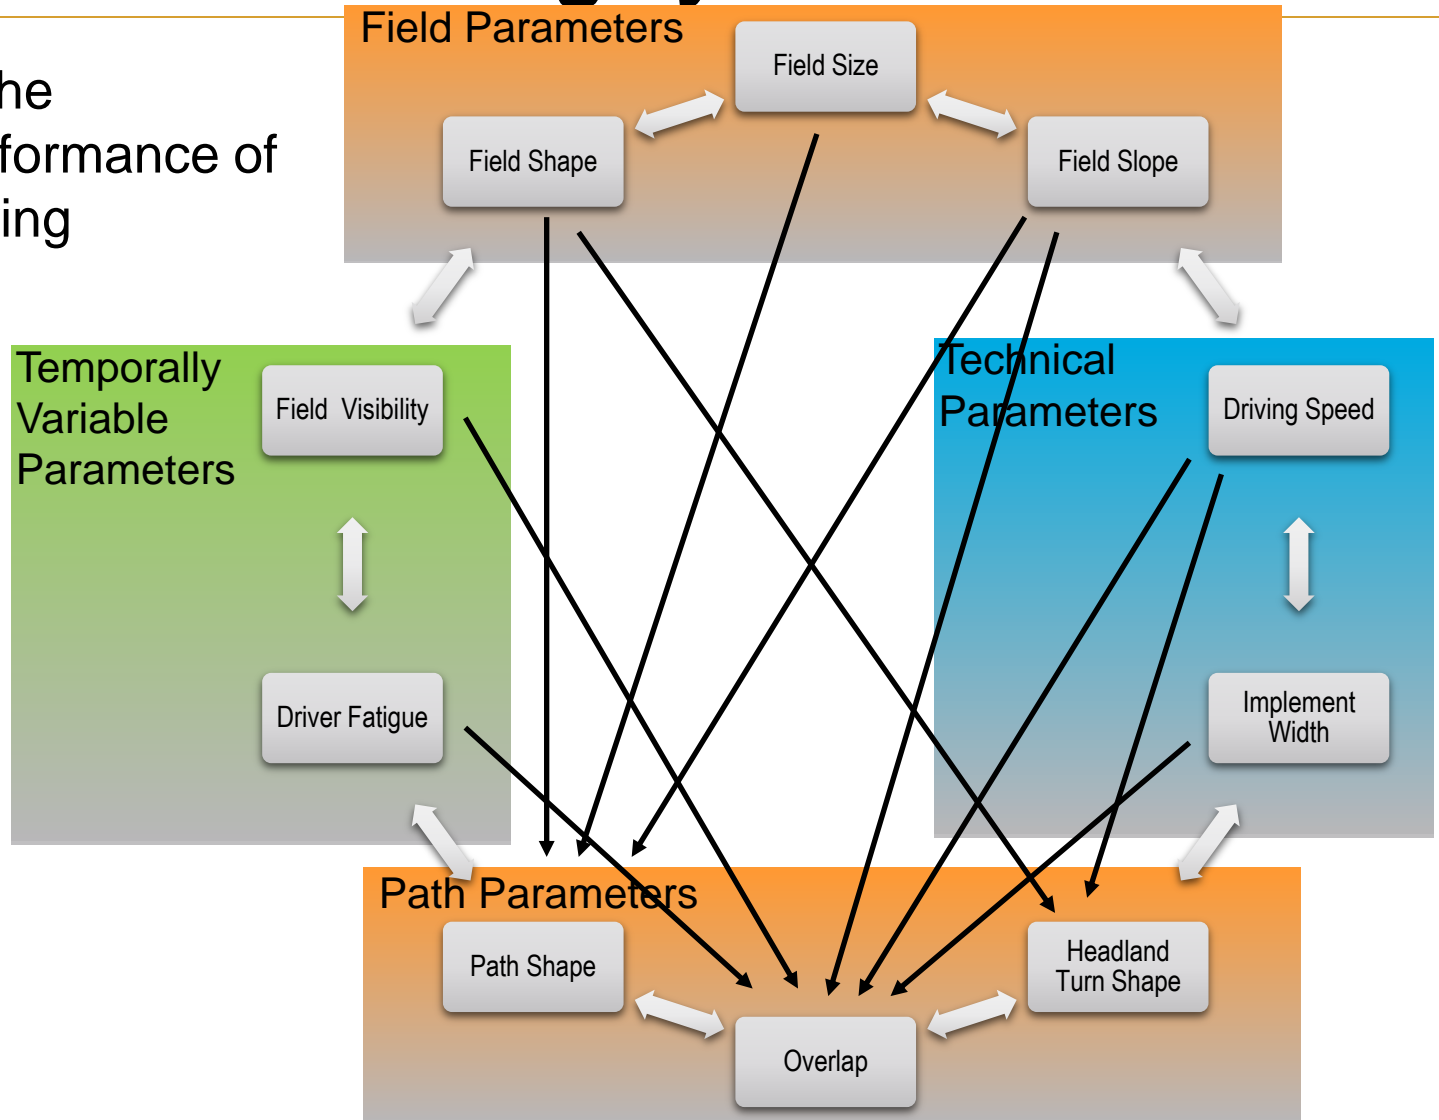 Field Parameters
Field Size
he
formance of
ing
Field Shape
Field Slope
Temporally
Variable
Parameters
Field Visibility
Technical
Parameters
Driving Speed
Driver Fatigue
Implement
Width
Path Parameters
Path Shape
Headland
Turn Shape
Overlap